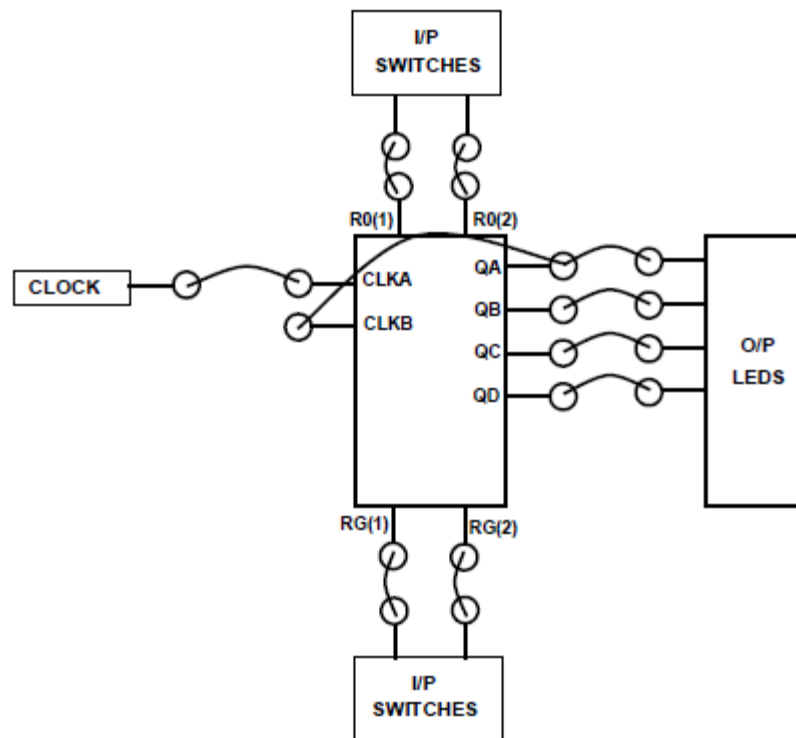 I/P
SWITCHES
R0(1)
R0(2)
CLOCK
CLKA
CLKB
QA
QB
QC
QD
O/P
LEDS
RG(1)
RG(2)
I/P
SWITCHES